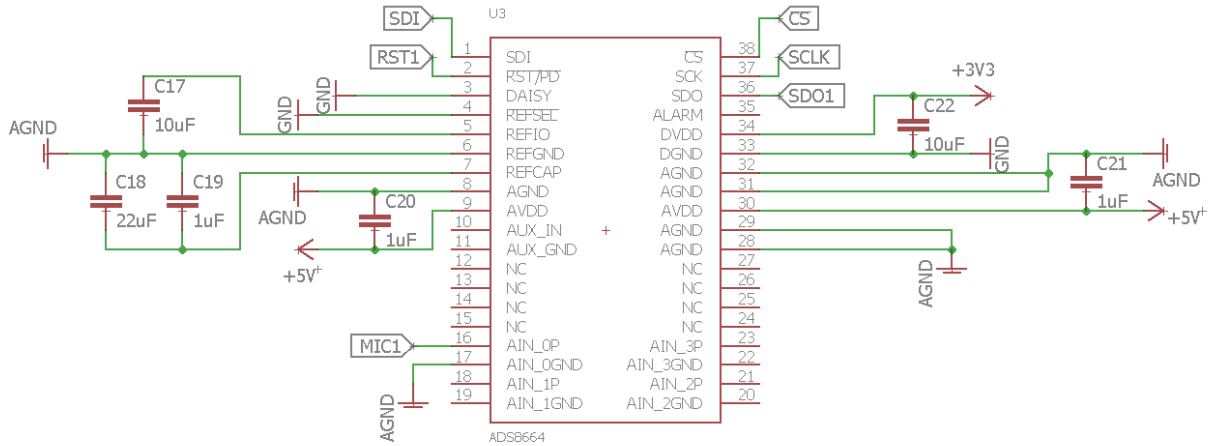 U3
SDI
CS
RST1
SCLK
+3V3
SDO1
C17
10uF
GND
GND
AGND
C18
22uF
C19
1uF
AGND
C20
1uF
+5V
MIC1
AGND
1 SDI
2 RST/PD
3 DAISY
4 REFSEL
5 REFIO
6 REFGND
7 REFCAP
8 AGND
9 AVDD
10 AUX_IN
11 AUX_GND
12 NC
13 NC
14 NC
15 NC
16 AIN_0P
17 AIN_0GND
18 AIN_1P
19 AIN_1GND
CS 38
SCK 37
SDO 36
ALARM 35
DVDD 34
DGND 33
AGND 32
AGND 31
AVDD 30
AGND 29
AGND 28
NC 27
NC 26
NC 25
NC 24
AIN_3P 23
AIN_3GND 22
AIN_2P 21
AIN_2GND 20
C22
10uF
GND
C21
1uF
AGND
+5V
AGND
ADS8664